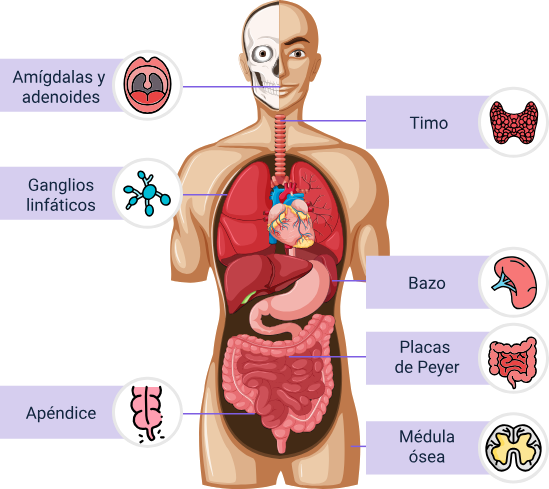 Amígdalas y
adenoides
Timo
Ganglios
linfáticos
Bazo
Placas
de Peyer
Apéndice
Médula
ósea